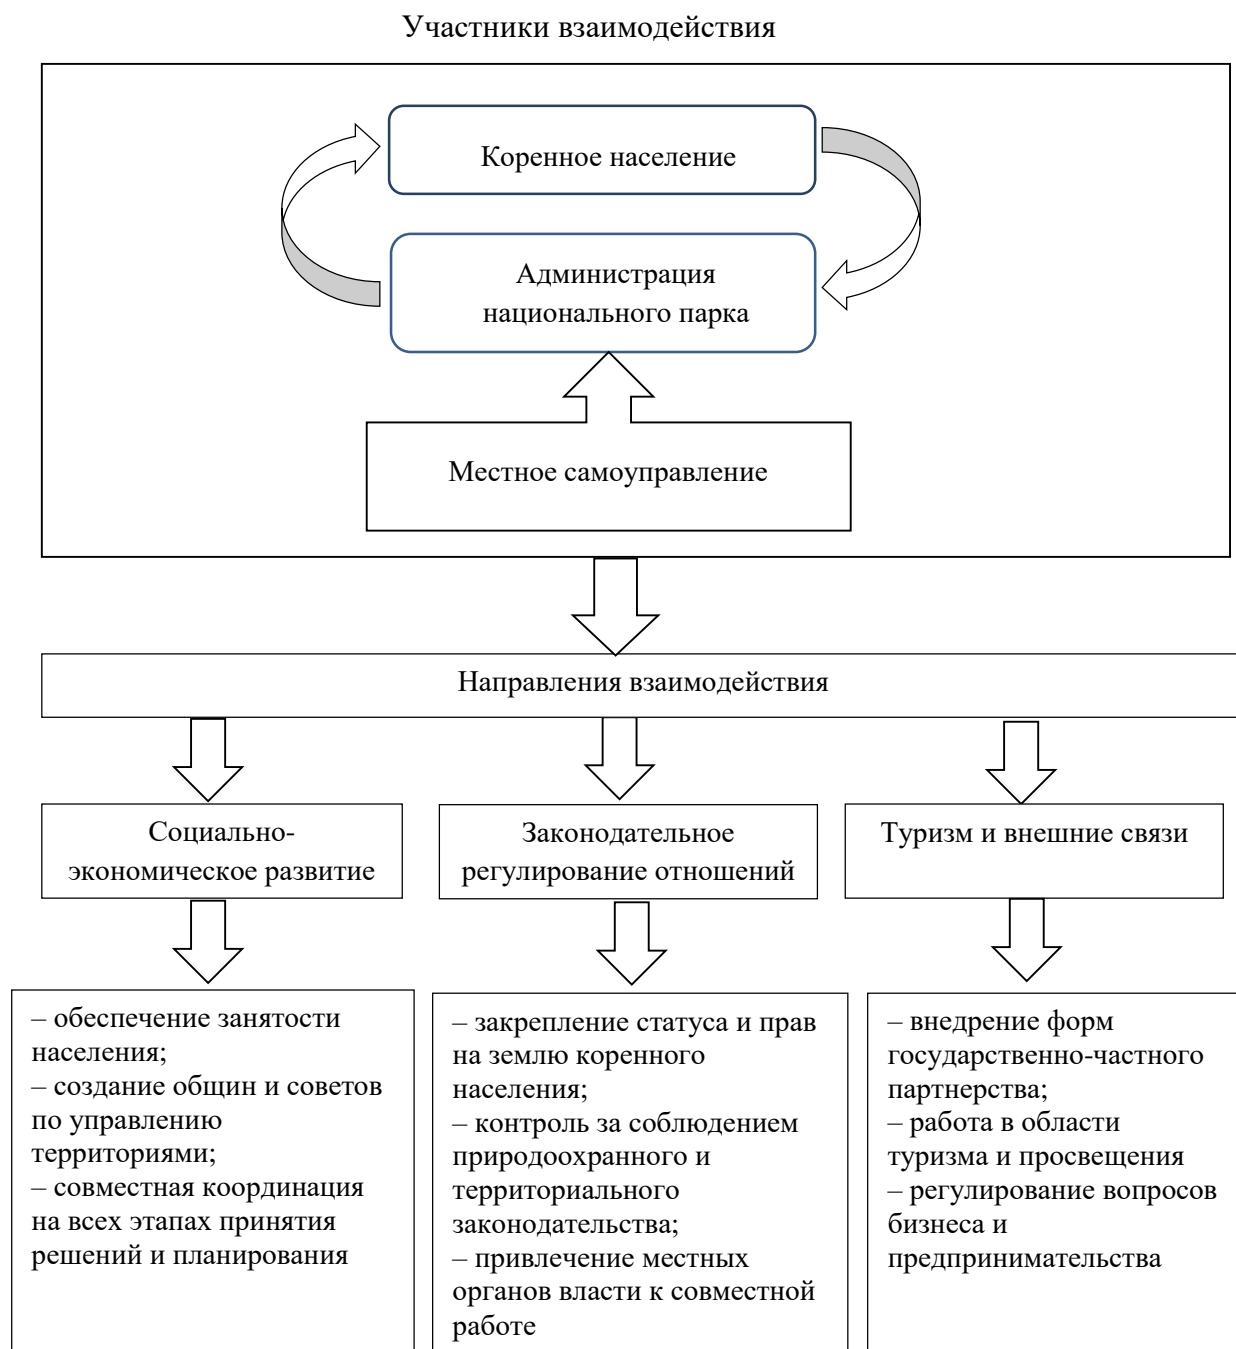 Участники взаимодействия
Коренное население
Администрация
национального парка
Местное самоуправление
Направления взаимодействия
Социально-
экономическое развитие
Законодательное
регулирование отношений
Туризм и внешние связи
– обеспечение занятости
населения;
– создание общин и советов
по управлению
территориями;
– совместная координация
на всех этапах принятия
решений и планирования
– закрепление статуса и прав
на землю коренного
населения;
– контроль за соблюдением
природоохранного и
территориального
законодательства;
– привлечение местных
органов власти к совместной
работе
– внедрение форм
государственно-частного
партнерства;
– работа в области
туризма и просвещения
– регулирование вопросов
бизнеса и
предпринимательства